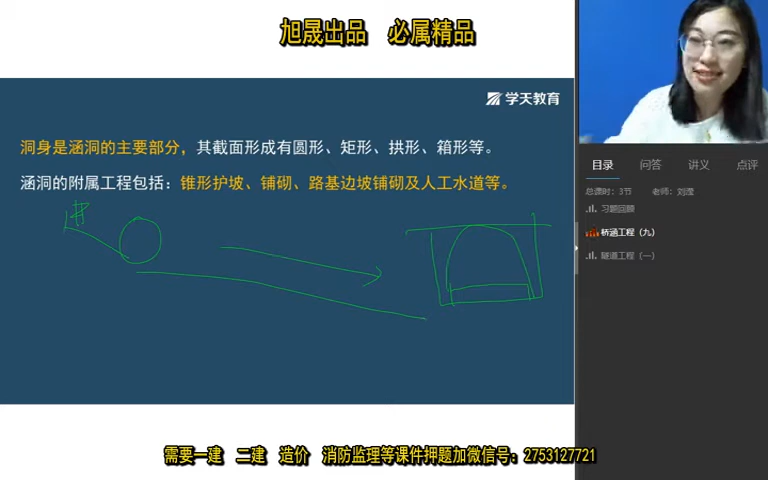 旭晟出品 必属精品
学天教育
洞身是涵洞的主要部分，其截面形成有圆形、矩形、拱形、箱形等。
涵洞的附属工程包括：锥形护坡、铺砌、路基边坡铺砌及人工水道等。
目录 问答 讲义 点评
总课时：3节 老师：刘滢
习题回顾
桥涵工程（九）
隧道工程（一）
需要一建 二建 造价 消防监理等课件押题加微信号：2753127721